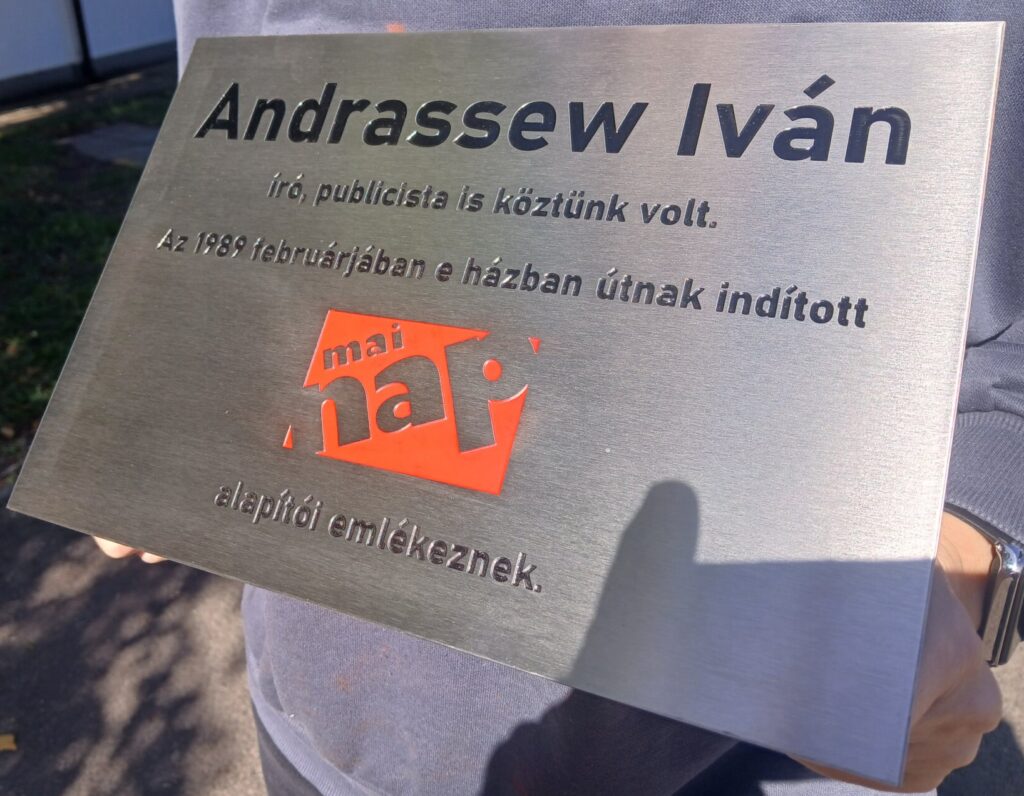 Andrassew Iván
író, publicista is köztünk volt.
Az 1989 februárjában e házban útnak indított
mai
nap
alapítói emlékeznek.